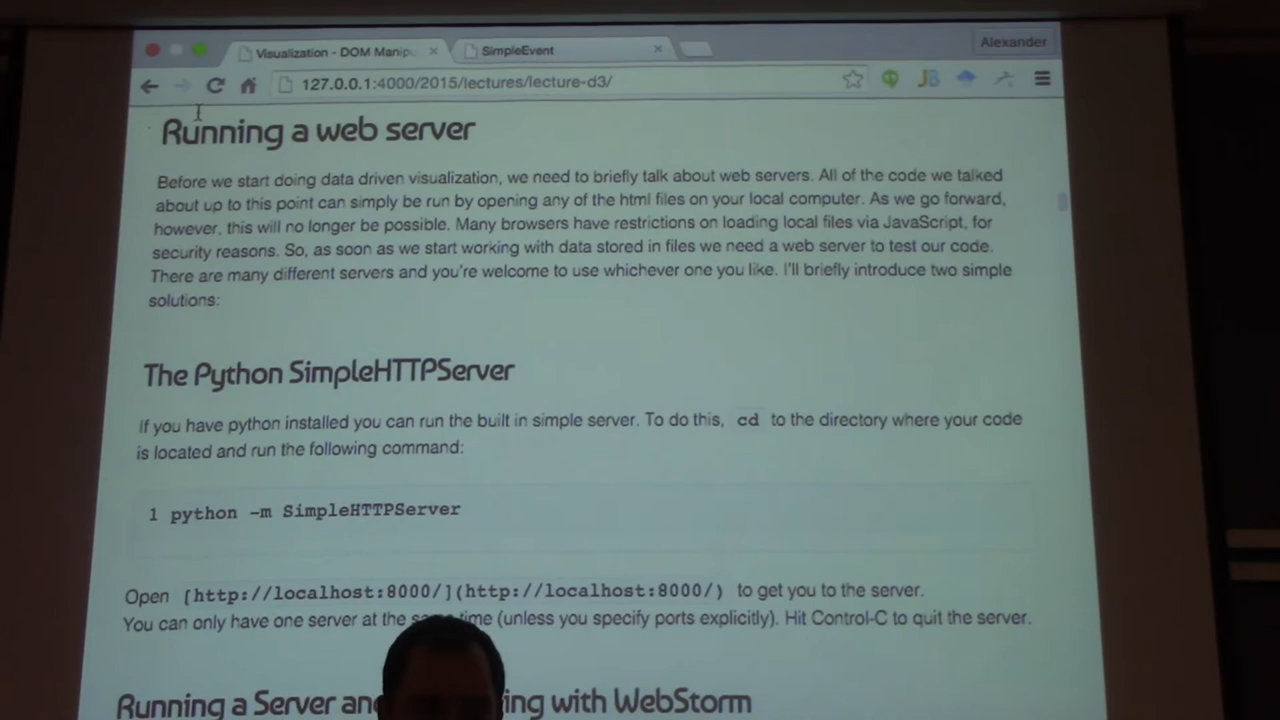 Visualization - DOM Manip
SimpleEvent
Alexander
127.0.0.1:4000/2015/lectures/lecture-d3/
JB
Running a web server
Before we start doing data driven visualization, we need to briefly talk about web servers. All of the code we talked
about up to this point can simply be run by opening any of the html files on your local computer. As we go forward,
however, this will no longer be possible. Many browsers have restrictions on loading local files via JavaScript, for
security reasons. So, as soon as we start working with data stored in files we need a web server to test our code.
There are many different servers and you're welcome to use whichever one you like. I'll briefly introduce two simple
solutions:
The Python SimpleHTTPServer
If you have python installed you can run the built in simple server. To do this, cd to the directory where your code
is located and run the following command:
1 python -m SimpleHTTPServer
Open [http://localhost:8000/](http://localhost:8000/) to get you to the server.
You can only have one server at the same time (unless you specify ports explicitly). Hit Control-C to quit the server.
Running a Server and ing with WebStorm